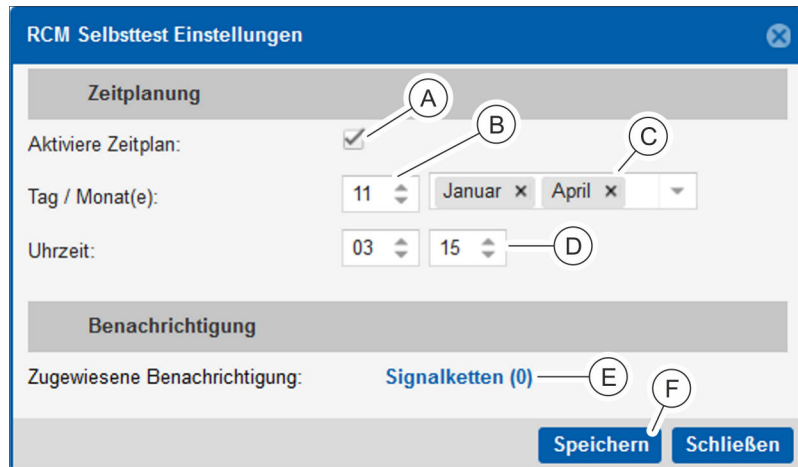 RCM Selbsttest Einstellungen
Zeitplanung
A
B
Aktiviere Zeitplan:
C
Tag / Monat(e): 11 Januar × April ×
Uhrzeit: 03 15 D
Benachrichtigung
Zugewiesene Benachrichtigung: Signalketten (0) E
F
Speichern Schließen